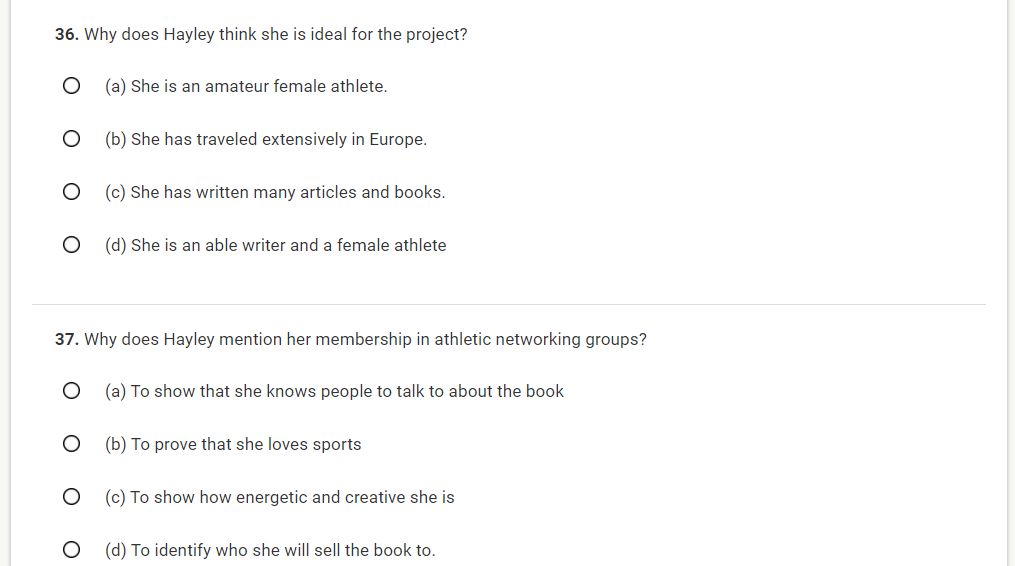 36. Why does Hayley think she is ideal for the project?
(a) She is an amateur female athlete.
(b) She has traveled extensively in Europe.
(c) She has written many articles and books.
(d) She is an able writer and a female athlete
37. Why does Hayley mention her membership in athletic networking groups?
(a) To show that she knows people to talk to about the book
(b) To prove that she loves sports
(c) To show how energetic and creative she is
(d) To identify who she will sell the book to.